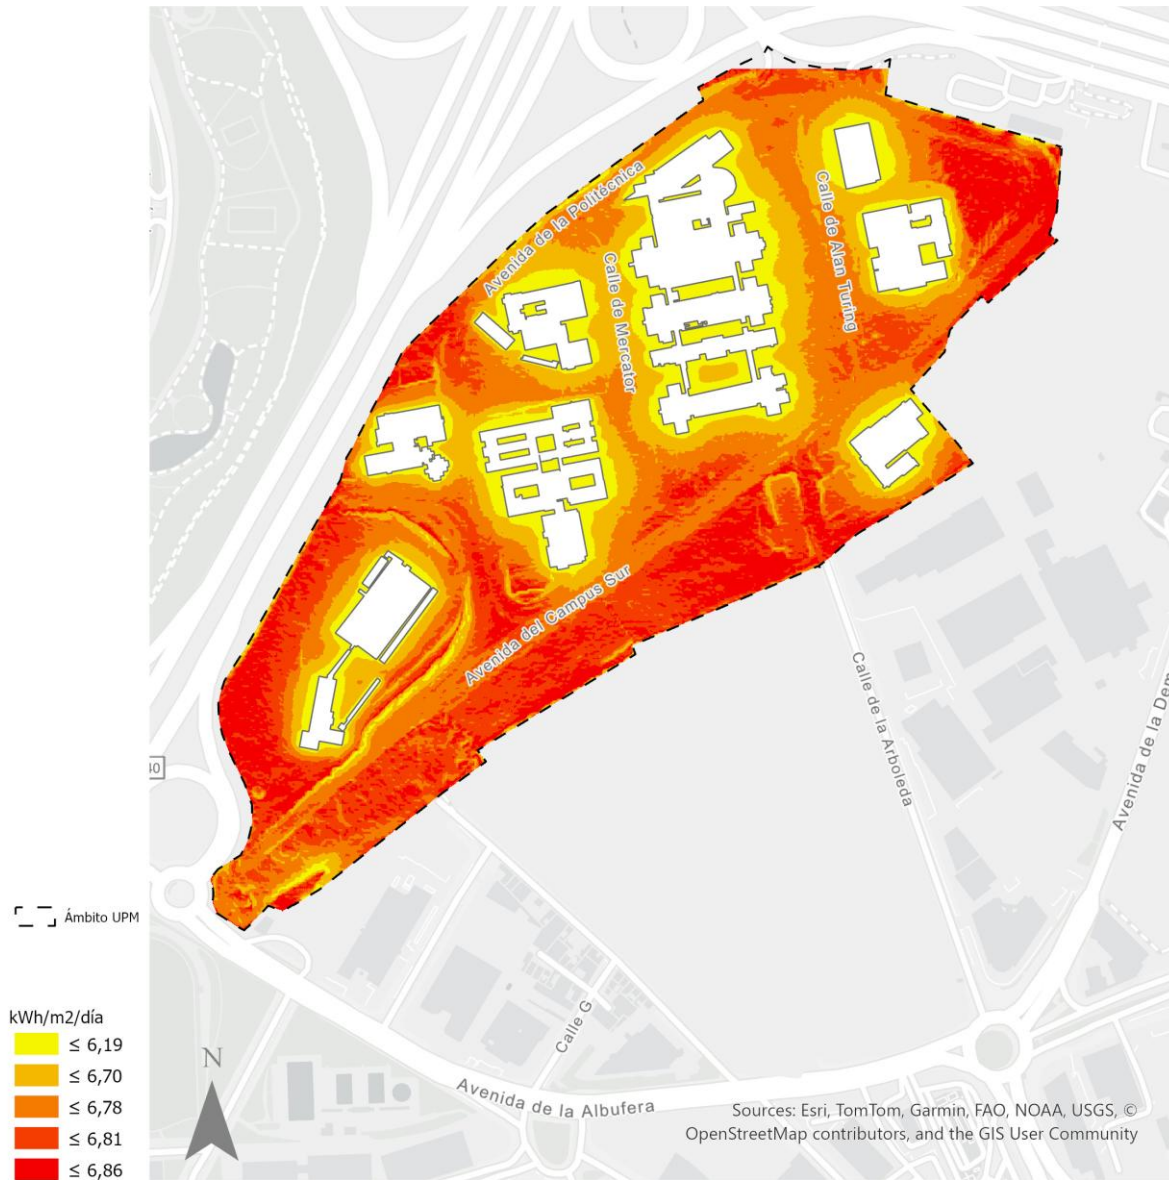 Avenida de la Politécnica
Calle de Mercator
Calle de Alan Turing
Avenida del Campus Sur
Calle de la Arboleda
Avenida de la Dem
40
Ámbito UPM
kWh/m2/día
≤ 6,19
≤ 6,70
≤ 6,78
≤ 6,81
≤ 6,86
N
Calle G
Avenida de la Albufera
Sources: Esri, TomTom, Garmin, FAO, NOAA, USGS, ©
OpenStreetMap contributors, and the GIS User Community